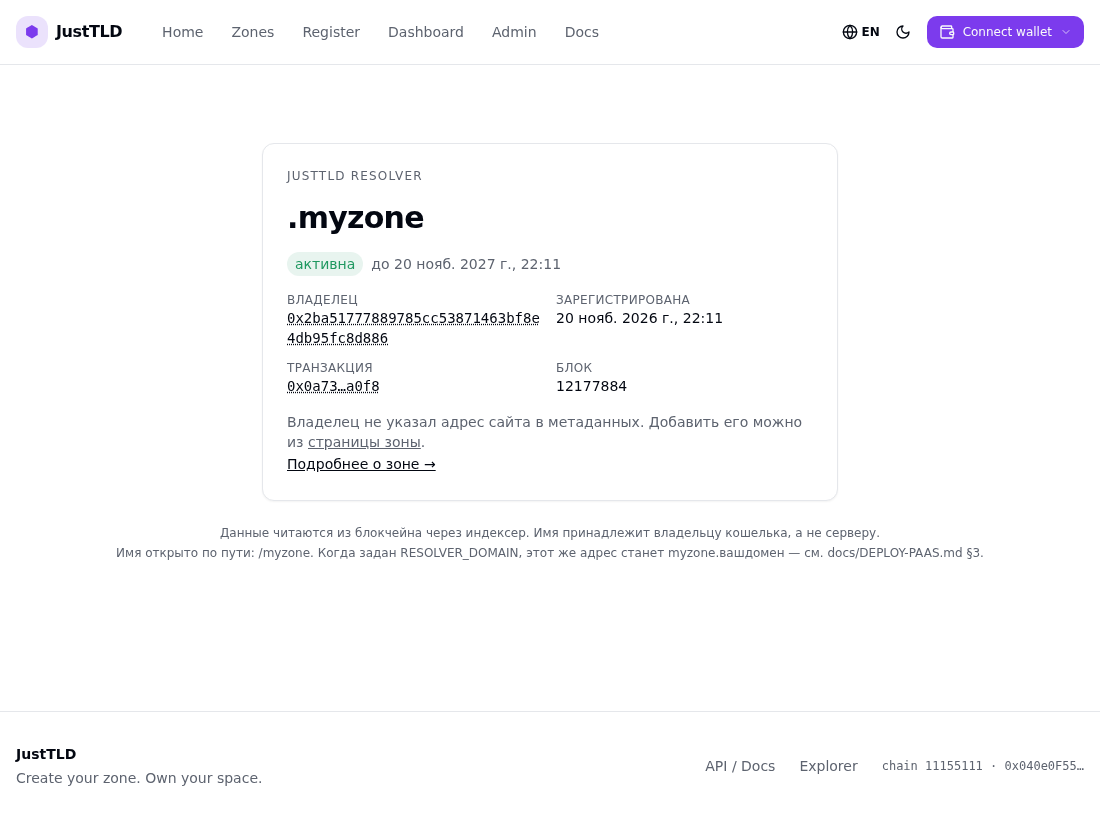 JustTLD Home Zones Register Dashboard Admin Docs EN Connect wallet
JUSTTLD RESOLVER
.myzone
активна до 20 нояб. 2027 г., 22:11
ВЛАДЕЛЕЦ ЗАРЕГИСТРИРОВАНА
0x2ba51777889785cc53871463bf8e 20 нояб. 2026 г., 22:11
4db95fc8d886
ТРАНЗАКЦИЯ БЛОК
0x0a73…a0f8 12177884
Владелец не указал адрес сайта в метаданных. Добавить его можно
из страницы зоны.
Подробнее о зоне →
Данные читаются из блокчейна через индексер. Имя принадлежит владельцу кошелька, а не серверу.
Имя открыто по пути: /myzone. Когда задан RESOLVER_DOMAIN, этот же адрес станет myzone.вашдомен — см. docs/DEPLOY-PAAS.md §3.
JustTLD
Create your zone. Own your space.
API / Docs Explorer chain 11155111 · 0x040e0F55…